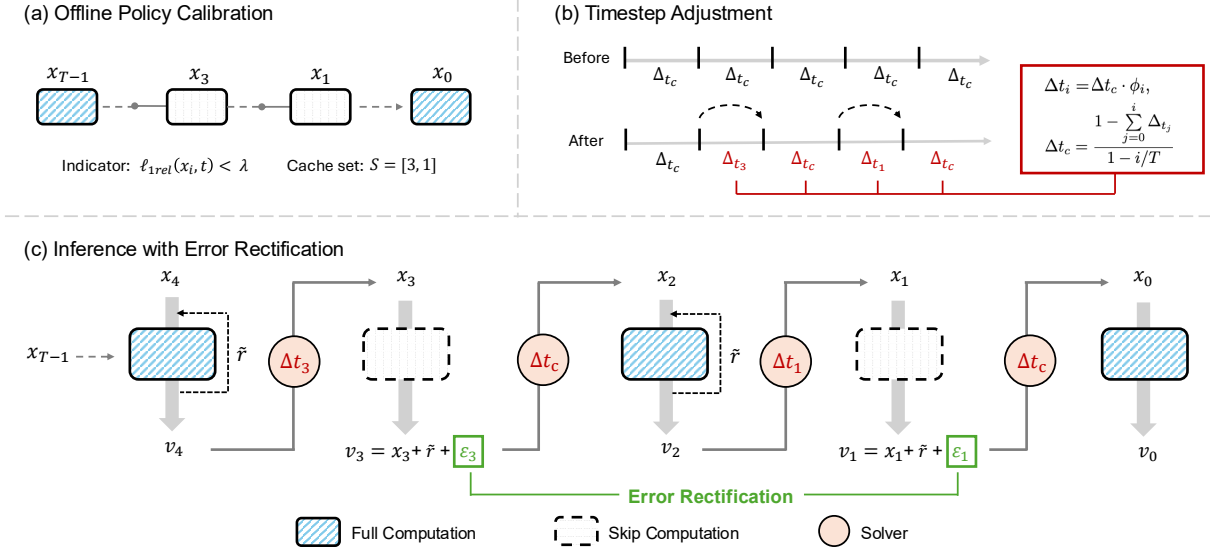 (a) Offline Policy Calibration
x_{T−1} x_3 x_1 x_0
Indicator: ℓ_{1rel}(x_i, t) < λ Cache set: S = [3, 1]
(b) Timestep Adjustment
Before
Δ_{t_c} Δ_{t_c} Δ_{t_c} Δ_{t_c} Δ_{t_c}
After
Δ_{t_c} Δ_{t_3} Δ_{t_c} Δ_{t_1} Δ_{t_c}
Δt_i = Δt_c · ϕ_i,
Δt_c = \frac{1 − \sum_{j=0}^{i} Δ_{t_j}}{1 − i/T}
(c) Inference with Error Rectification
x_4 x_3 x_2 x_1 x_0
x_{T−1} r̃ Δt_3 Δt_c r̃ Δt_1 Δt_c
v_4 v_3 = x_3 + r̃ + ε_3 v_2 v_1 = x_1 + r̃ + ε_1 v_0
Error Rectification
Full Computation Skip Computation Solver